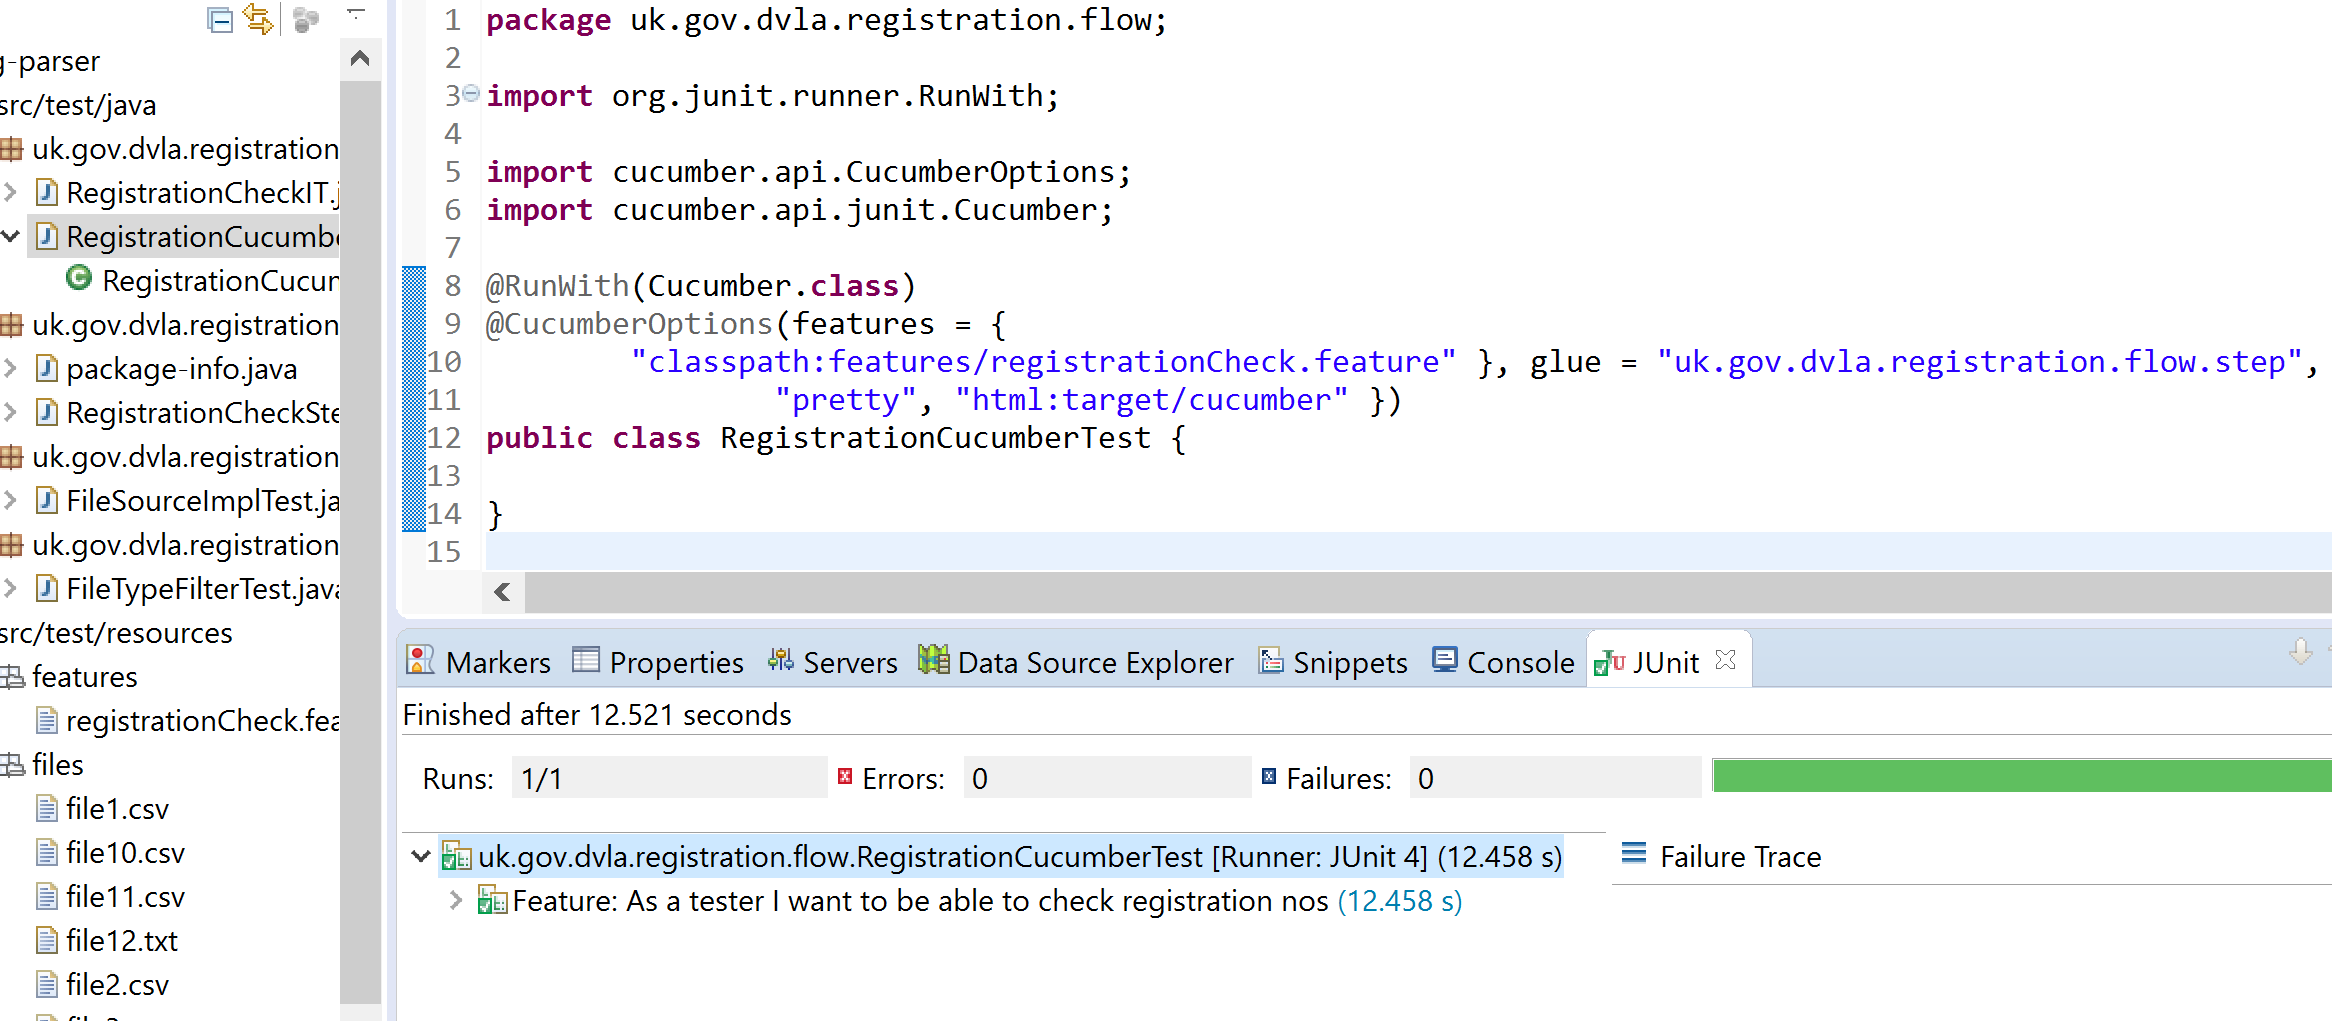 g-parser
src/test/java
uk.gov.dvla.registration
RegistrationCheckIT.j
RegistrationCucumbe
RegistrationCucum
uk.gov.dvla.registration
package-info.java
RegistrationCheckSte
uk.gov.dvla.registration
FileSourceImplTest.ja
uk.gov.dvla.registration
FileTypeFilterTest.java
src/test/resources
features
registrationCheck.fea
files
file1.csv
file10.csv
file11.csv
file12.txt
file2.csv
1 package uk.gov.dvla.registration.flow;
2
3 import org.junit.runner.RunWith;
4
5 import cucumber.api.CucumberOptions;
6 import cucumber.api.junit.Cucumber;
7
8 @RunWith(Cucumber.class)
9 @CucumberOptions(features = {
10 "classpath:features/registrationCheck.feature" }, glue = "uk.gov.dvla.registration.flow.step",
11 "pretty", "html:target/cucumber" })
12 public class RegistrationCucumberTest {
13
14 }
15
Markers Properties Servers Data Source Explorer Snippets Console JUnit
Finished after 12.521 seconds
Runs: 1/1 Errors: 0 Failures: 0
uk.gov.dvla.registration.flow.RegistrationCucumberTest [Runner: JUnit 4] (12.458 s)
Feature: As a tester I want to be able to check registration nos (12.458 s)
Failure Trace